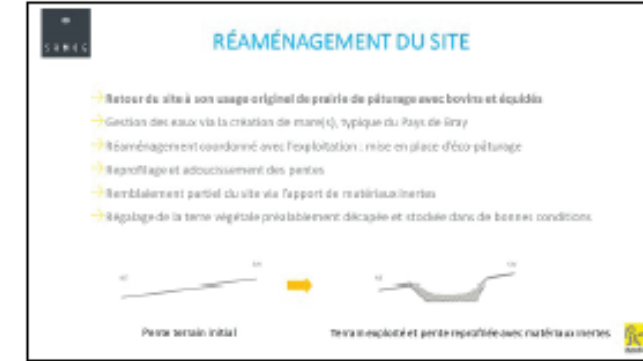 RÉAMÉNAGEMENT DU SITE
→Retour du site à son usage originel de prairie de pâturage avec bovins et équidés
→Gestion des eaux via la création de mare(s), typique du Pays de Bray
→Réaménagement coordonné avec l'exploitation : mise en place d'éco-pâturage
→Reprofilage et adoucissement des pentes
→Remblaiement partiel du site via l'apport de matériaux inertes
→Régalage de la terre végétale préalablement décapée et stockée dans de bonnes conditions
Pente terrain initial
Terrain exploité et pente reprofilée avec matériaux inertes